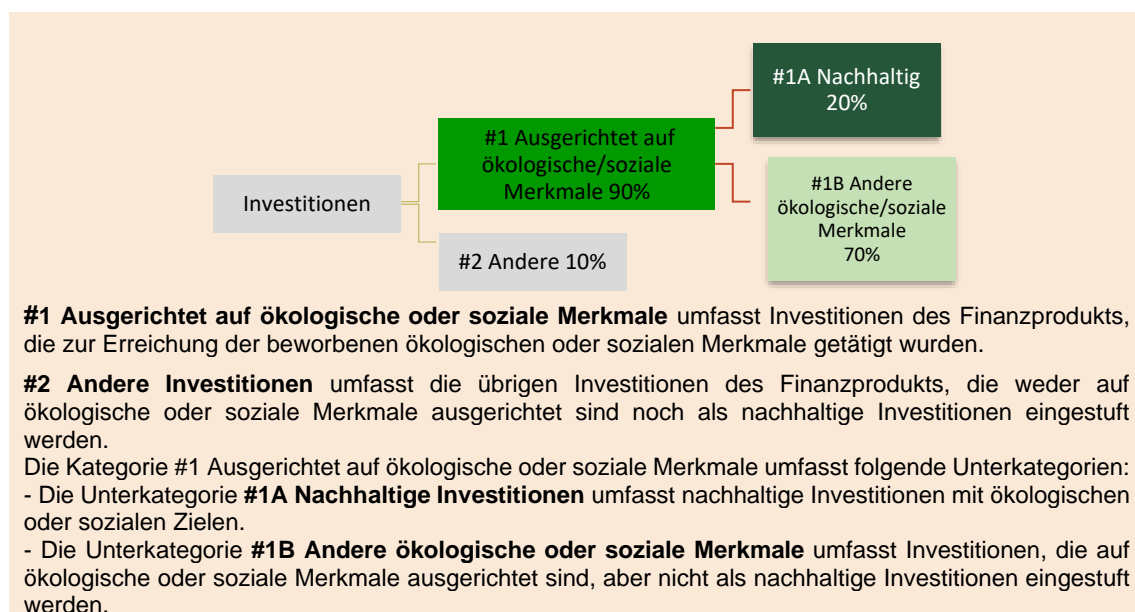 #1A Nachhaltig
20%
#1 Ausgerichtet auf
ökologische/soziale
Merkmale 90%
#1B Andere
ökologische/soziale
Merkmale
70%
Investitionen
#2 Andere 10%
#1 Ausgerichtet auf ökologische oder soziale Merkmale umfasst Investitionen des Finanzprodukts,
die zur Erreichung der beworbenen ökologischen oder sozialen Merkmale getätigt wurden.
#2 Andere Investitionen umfasst die übrigen Investitionen des Finanzprodukts, die weder auf
ökologische oder soziale Merkmale ausgerichtet sind noch als nachhaltige Investitionen eingestuft
werden.
Die Kategorie #1 Ausgerichtet auf ökologische oder soziale Merkmale umfasst folgende Unterkategorien:
- Die Unterkategorie #1A Nachhaltige Investitionen umfasst nachhaltige Investitionen mit ökologischen
oder sozialen Zielen.
- Die Unterkategorie #1B Andere ökologische oder soziale Merkmale umfasst Investitionen, die auf
ökologische oder soziale Merkmale ausgerichtet sind, aber nicht als nachhaltige Investitionen eingestuft
werden.